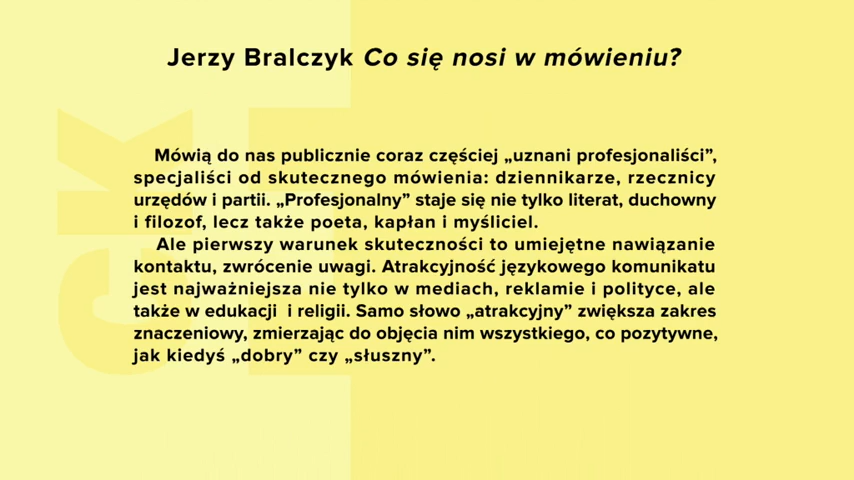 Jerzy Bralczyk Co się nosi w mówieniu?
Mówią do nas publicznie coraz częściej „uznani profesjonaliści”,
specjaliści od skutecznego mówienia: dziennikarze, rzecznicy
urzędów i partii. „Profesjonalny” staje się nie tylko literat, duchowny
i filozof, lecz także poeta, kapłan i myśliciel.
Ale pierwszy warunek skuteczności to umiejętne nawiązanie
kontaktu, zwrócenie uwagi. Atrakcyjność językowego komunikatu
jest najważniejsza nie tylko w mediach, reklamie i polityce, ale
także w edukacji i religii. Samo słowo „atrakcyjny” zwiększa zakres
znaczeniowy, zmierzając do objęcia nim wszystkiego, co pozytywne,
jak kiedyś „dobry” czy „słuszny”.